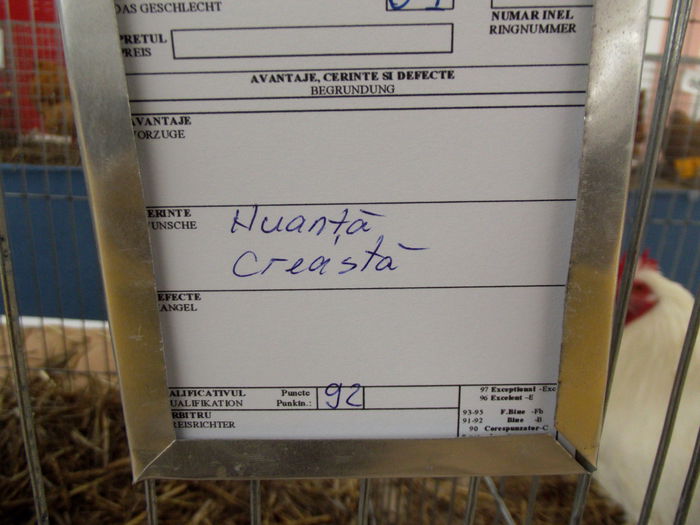 DAS GESCHLECHT
NUMAR INEL
RINGNUMMER
PRETUL
PREIS
AVANTAJE, CERINTE SI DEFECTE
BEGRUNDUNG
AVANTAJE
VORZUGE
CERINTE Nuanță
WUNSCHE Creastă
DEFECTE
MANGEL
CALIFICATIVUL Puncte 92
QUALIFIKATION Punkin.:
ARBITRU
PREISRICHTER
97 Exceptional -Exc
96 Excelent -E
93-95 F.Bine -Fb
91-92 Bine -B
90 Corespunzator-C